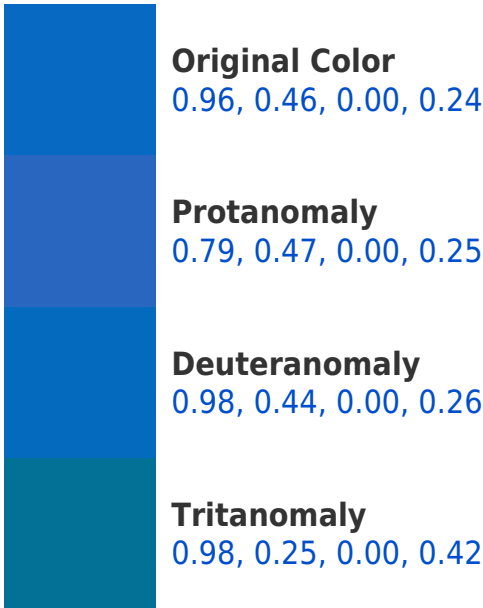 Original Color
0.96, 0.46, 0.00, 0.24
Protanomaly
0.79, 0.47, 0.00, 0.25
Deuteranomaly
0.98, 0.44, 0.00, 0.26
Tritanomaly
0.98, 0.25, 0.00, 0.42